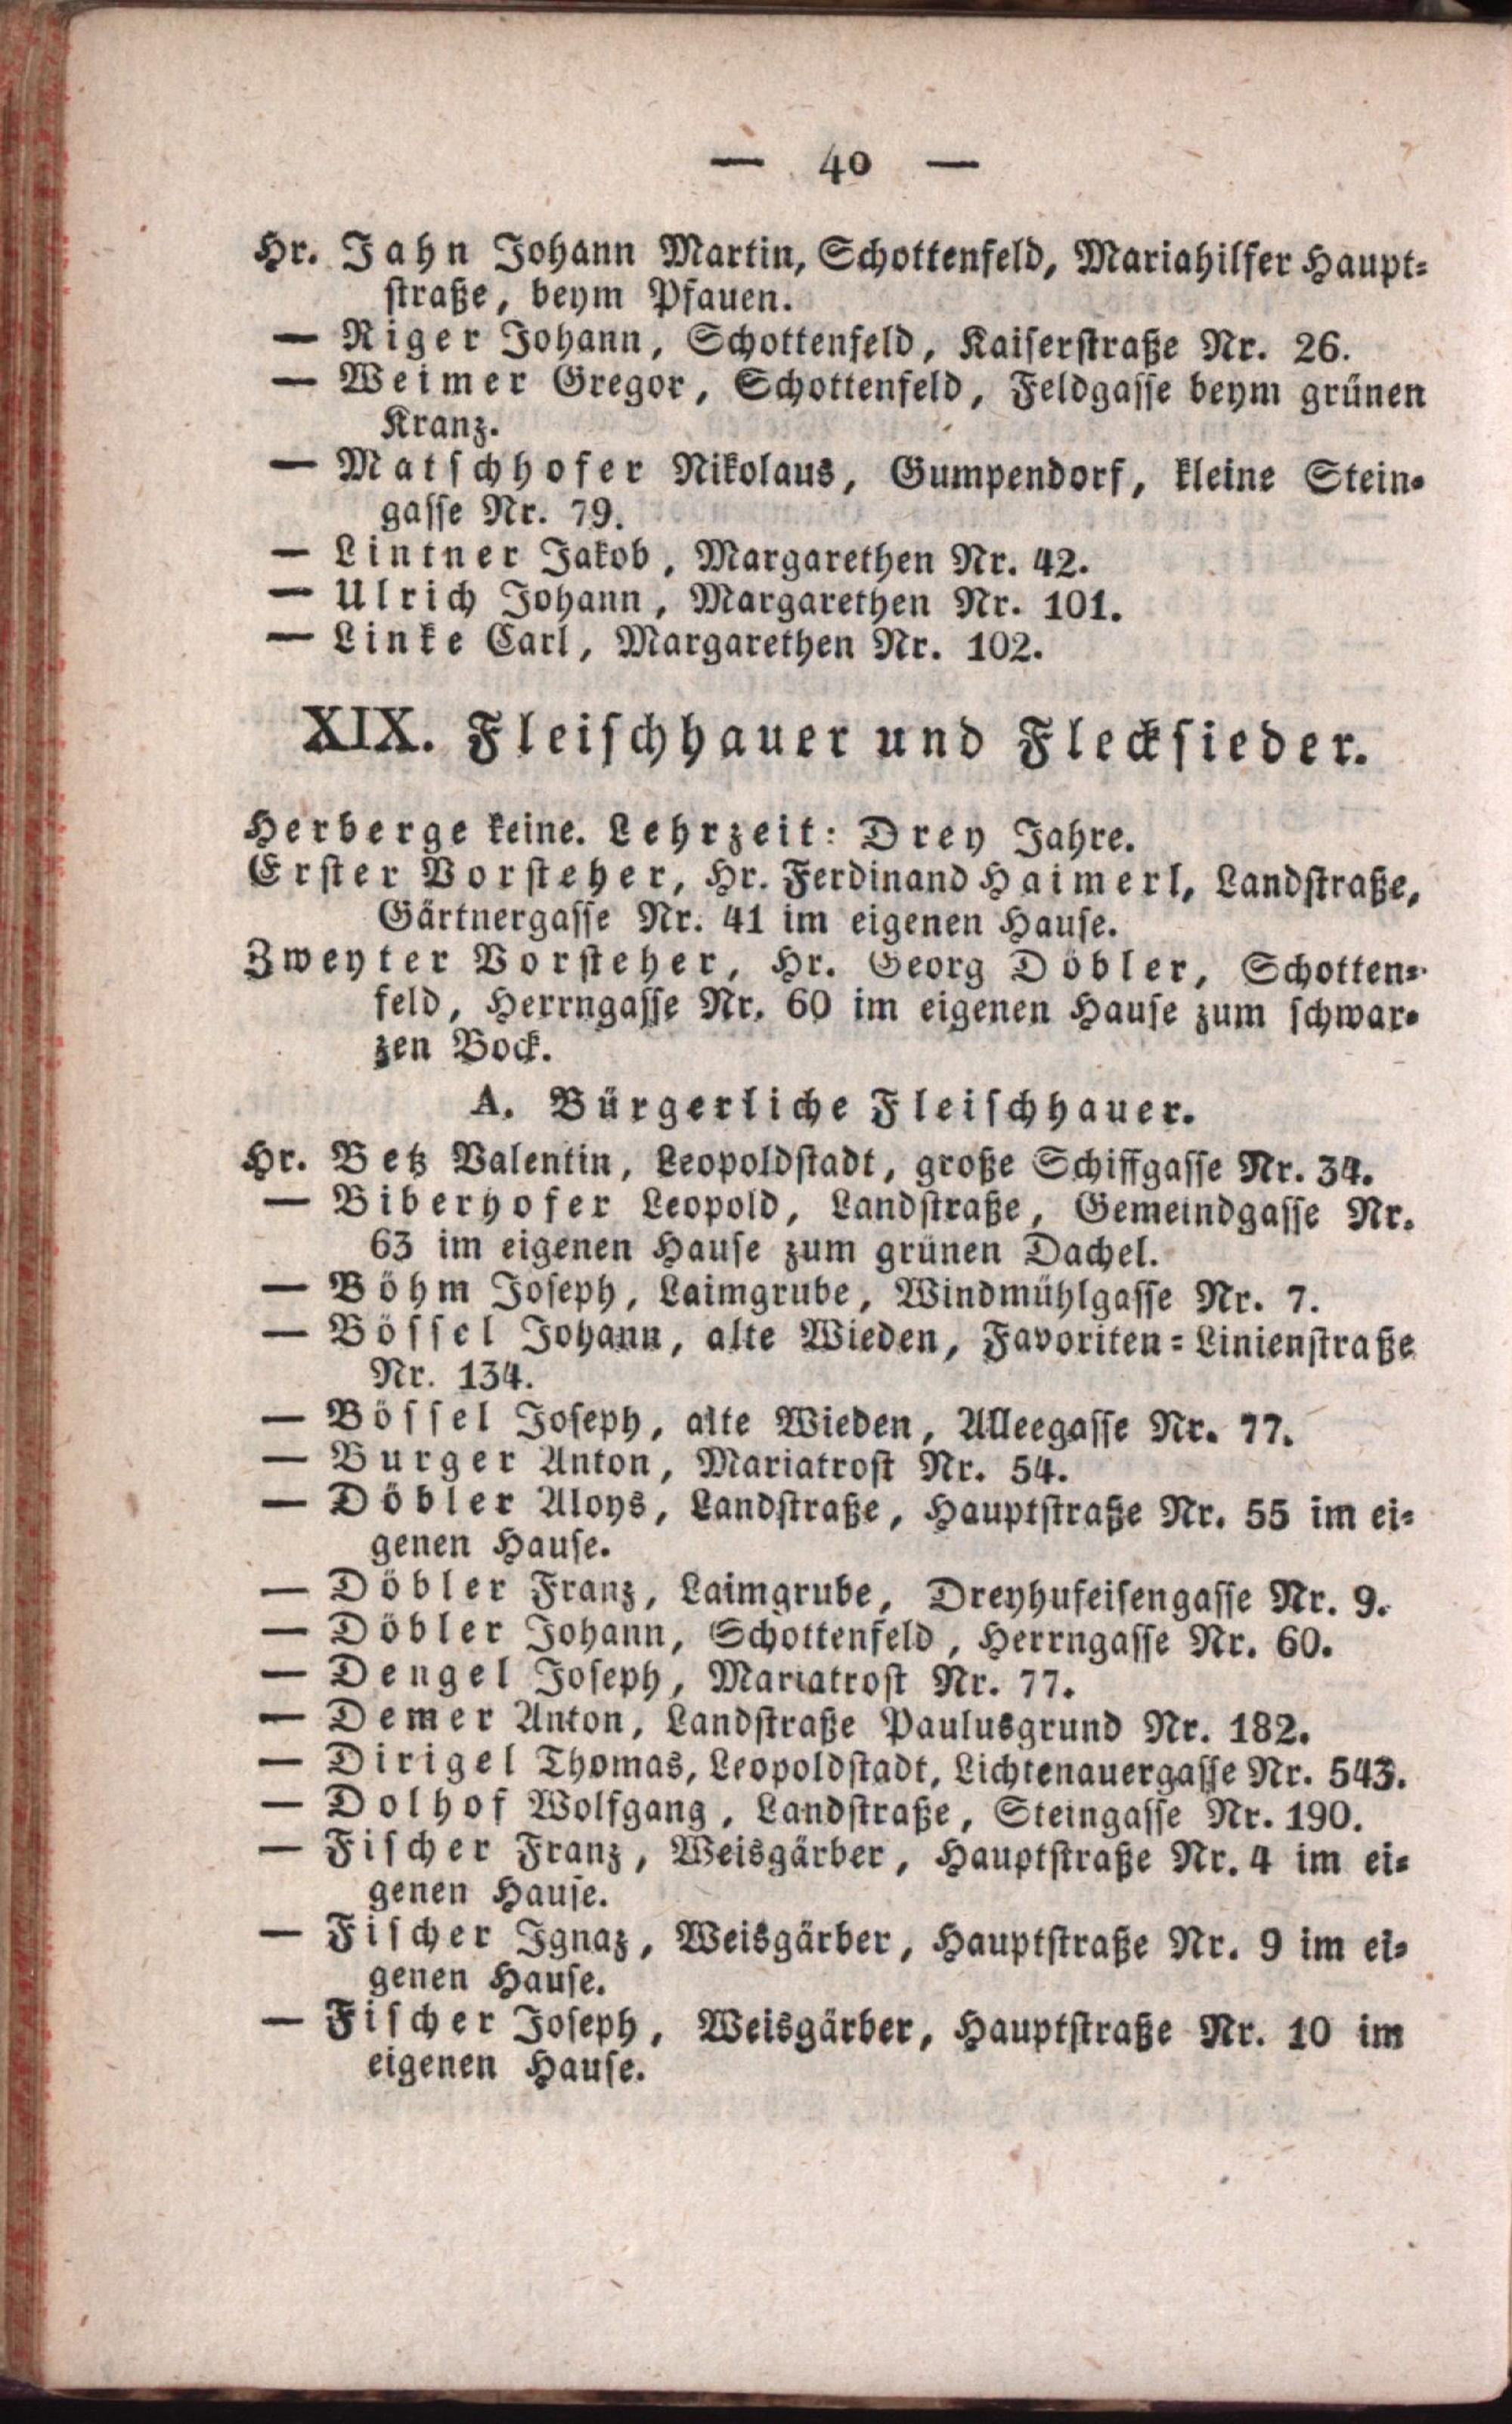 — 40 —
Hr. Jahn Johann Martin, Schottenfeld, Mariahilfer Haupt-
straße, beym Pfauen.
— Riger Johann, Schottenfeld, Kaiserstraße Nr. 26.
— Weimer Gregor, Schottenfeld, Feldgasse beym grünen
Kranz.
— Matschhofer Nikolaus, Gumpendorf, kleine Stein-
gasse Nr. 79.
— Lintner Jakob, Margarethen Nr. 42.
— Ulrich Johann, Margarethen Nr. 101.
— Linke Carl, Margarethen Nr. 102.
XIX. Fleischhauer und Flecksieder.
Herberge keine. Lehrzeit: Drey Jahre.
Erster Vorsteher, Hr. Ferdinand Haimerl, Landstraße,
Gärtnergasse Nr. 41 im eigenen Hause.
Zweyter Vorsteher, Hr. Georg Döbler, Schotten-
feld, Herrngasse Nr. 60 im eigenen Hause zum schwar-
zen Bock.
A. Bürgerliche Fleischhauer.
Hr. Betz Valentin, Leopoldstadt, große Schiffgasse Nr. 34.
— Biberhofer Leopold, Landstraße, Gemeindgasse Nr.
63 im eigenen Hause zum grünen Dachel.
— Böhm Joseph, Laimgrube, Windmühlgasse Nr. 7.
— Bössel Johann, alte Wieden, Favoriten-Linienstraße
Nr. 134.
— Bössel Joseph, alte Wieden, Alleegasse Nr. 77.
— Burger Anton, Mariatrost Nr. 54.
— Döbler Aloys, Landstraße, Hauptstraße Nr. 55 im ei-
genen Hause.
— Döbler Franz, Laimgrube, Dreyhufeisengasse Nr. 9.
— Döbler Johann, Schottenfeld, Herrngasse Nr. 60.
— Dengel Joseph, Mariatrost Nr. 77.
— Demer Anton, Landstraße Paulusgrund Nr. 182.
— Dirigel Thomas, Leopoldstadt, Lichtenauergasse Nr. 543.
— Dolhof Wolfgang, Landstraße, Steingasse Nr. 190.
— Fischer Franz, Weisgärber, Hauptstraße Nr. 4 im ei-
genen Hause.
— Fischer Ignaz, Weisgärber, Hauptstraße Nr. 9 im ei-
genen Hause.
— Fischer Joseph, Weisgärber, Hauptstraße Nr. 10 im
eigenen Hause.